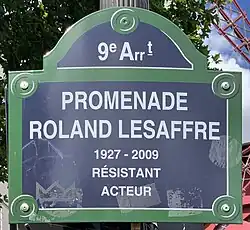 9e Arrt
PROMENADE
ROLAND LESAFFRE
1927 - 2009
RÉSISTANT
ACTEUR